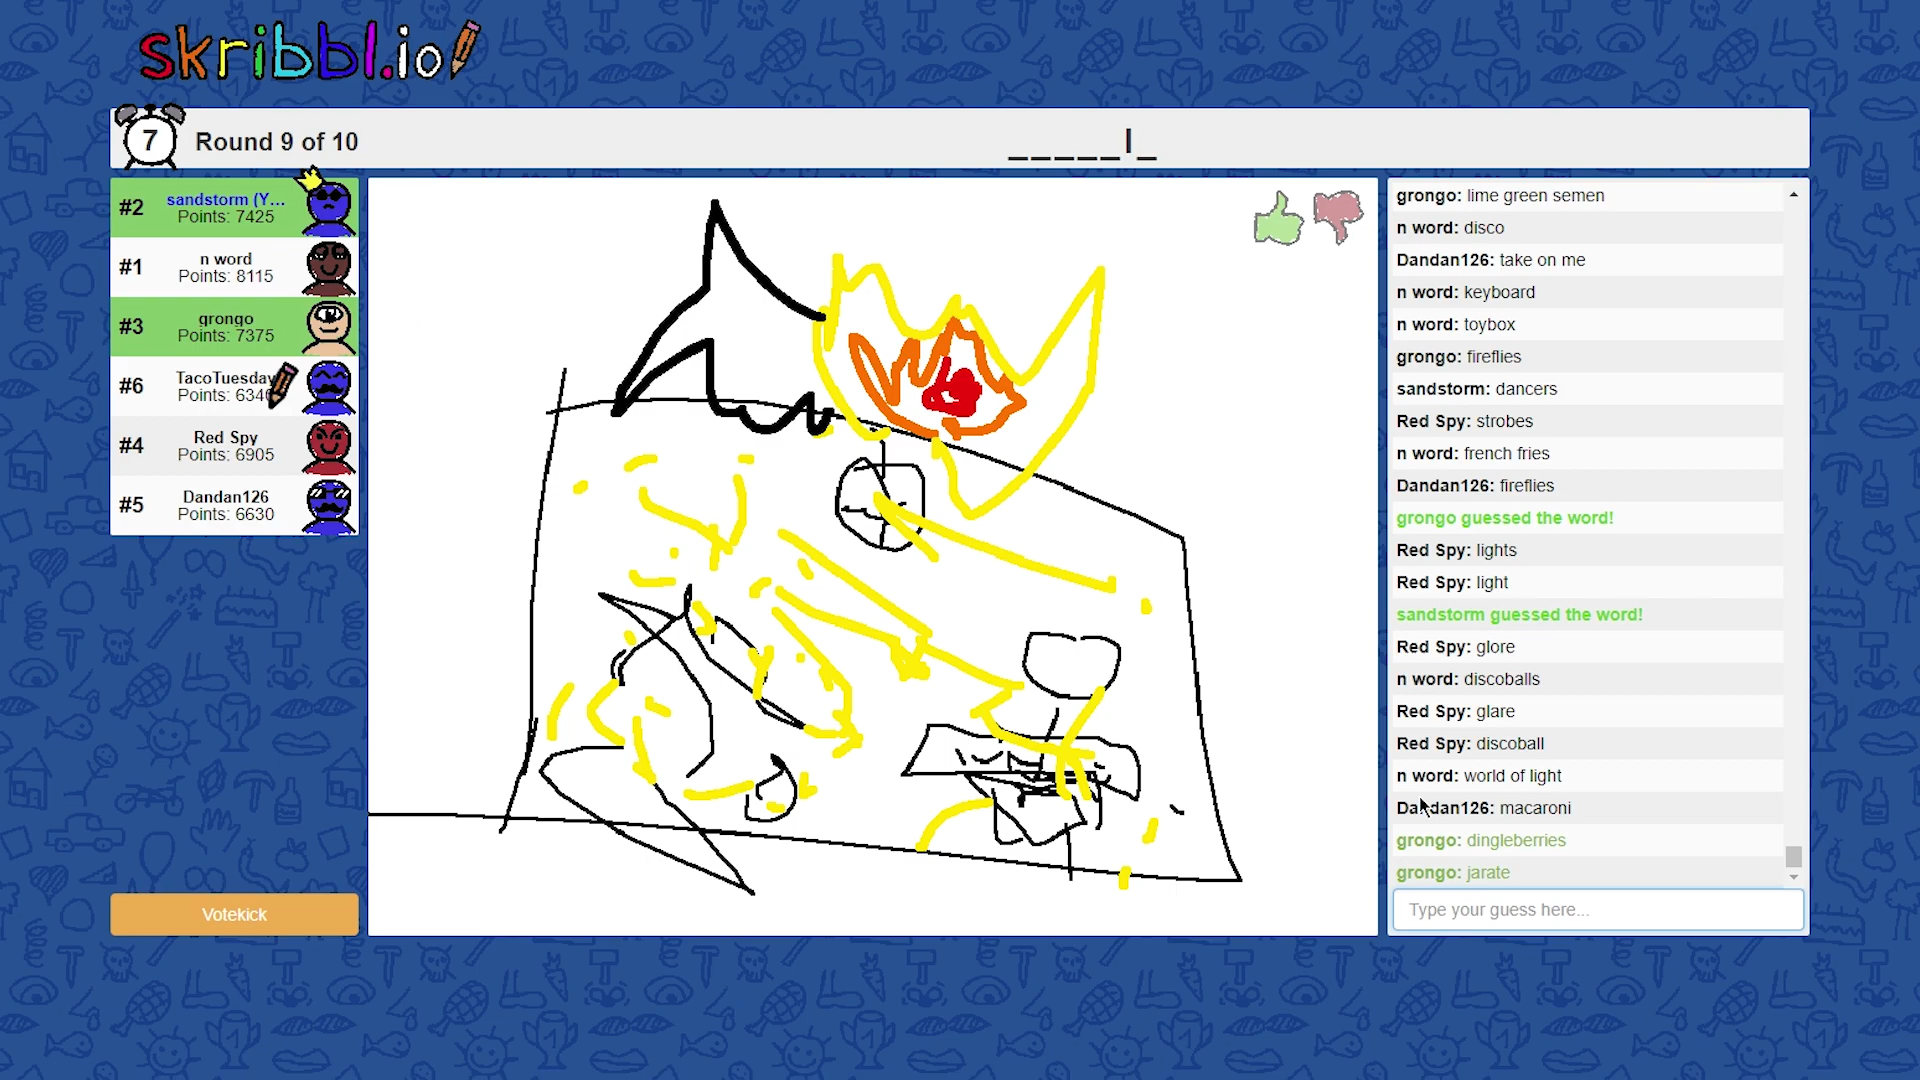 skribbl.io
7
Round 9 of 10
_____l_
#2
sandstorm (Y...
Points: 7425
#1
n word
Points: 8115
#3
grongo
Points: 7375
#6
TacoTuesday
Points: 6340
#4
Red Spy
Points: 6905
#5
Dandan126
Points: 6630
Votekick
grongo: lime green semen
n word: disco
Dandan126: take on me
n word: keyboard
n word: toybox
grongo: fireflies
sandstorm: dancers
Red Spy: strobes
n word: french fries
Dandan126: fireflies
grongo guessed the word!
Red Spy: lights
Red Spy: light
sandstorm guessed the word!
Red Spy: glore
n word: discoballs
Red Spy: glare
Red Spy: discoball
n word: world of light
Dandan126: macaroni
grongo: dingleberries
grongo: jarate
Type your guess here...